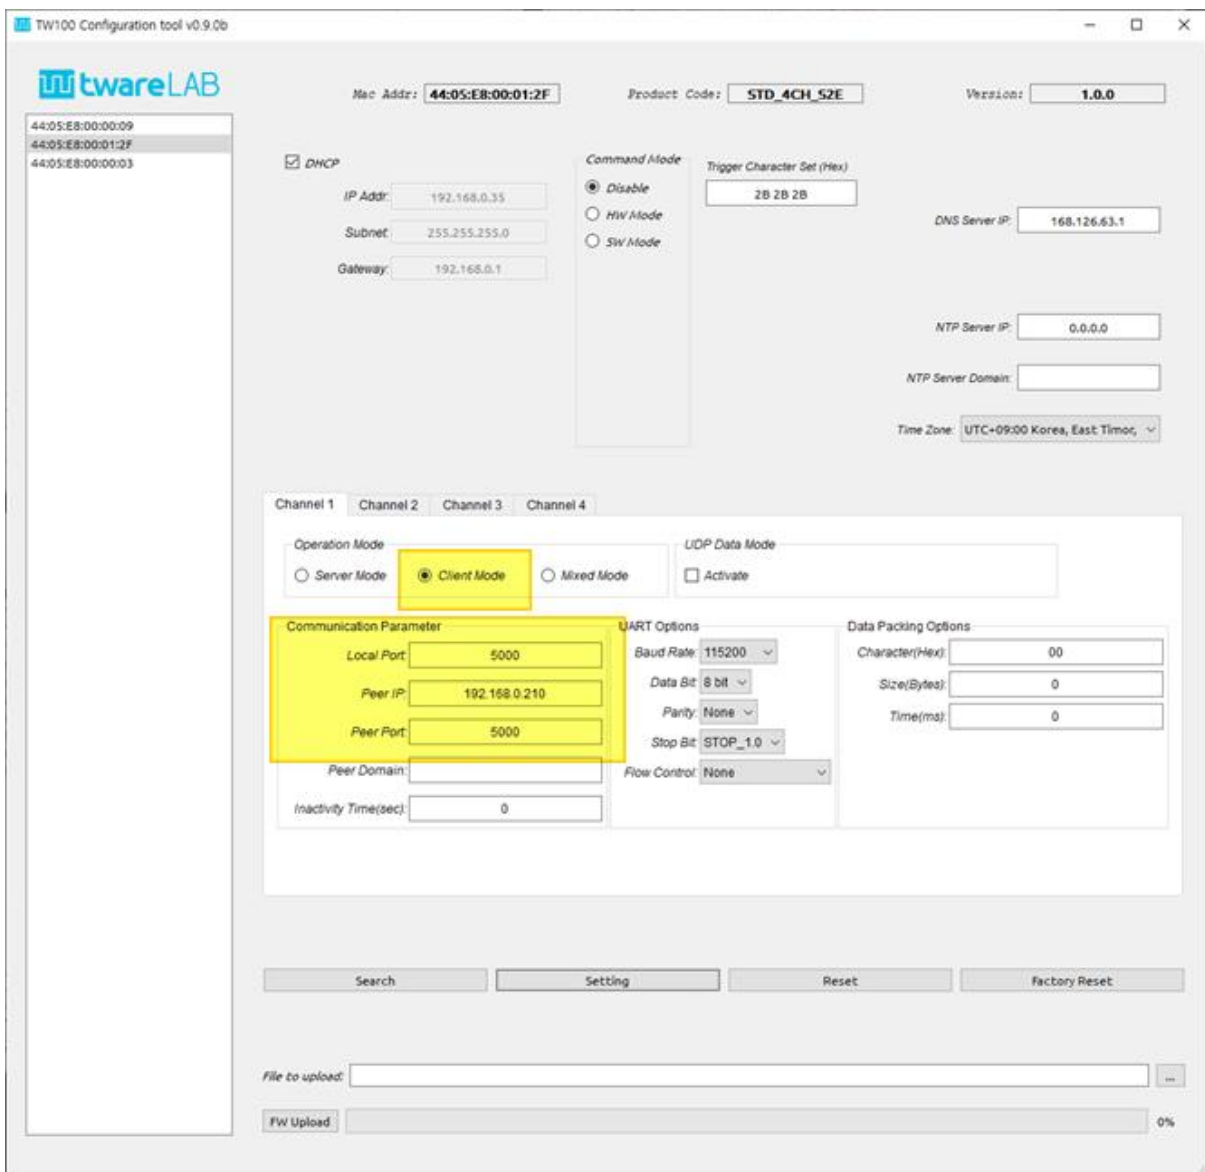 TW100 Configuration tool v0.9.0b
twareLAB
Mac Addr: 44:05:E8:00:01:2F
Product Code: STD_4CH_S2E
Version: 1.0.0
44:05:E8:00:00:09
44:05:E8:00:01:2F
44:05:E8:00:00:03
DHCP
IP Addr: 192.168.0.35
Subnet: 255.255.255.0
Gateway: 192.168.0.1
Command Mode
Disable
HW Mode
SW Mode
Trigger Character Set (Hex)
2B 2B 2B
DNS Server IP: 168.126.63.1
NTP Server IP: 0.0.0.0
NTP Server Domain:
Time Zone: UTC+09:00 Korea, East Timor,
Channel 1 Channel 2 Channel 3 Channel 4
Operation Mode
Server Mode Client Mode Mixed Mode
UDP Data Mode
Activate
Communication Parameter
Local Port: 5000
Peer IP: 192.168.0.210
Peer Port: 5000
Peer Domain:
Inactivity Time(sec): 0
UART Options
Baud Rate: 115200
Data Bit: 8 bit
Parity: None
Stop Bit: STOP_1.0
Flow Control: None
Data Packing Options
Character(Hex): 00
Size(Bytes): 0
Time(ms): 0
Search Setting Reset Factory Reset
File to upload: ...
FW Upload 0%